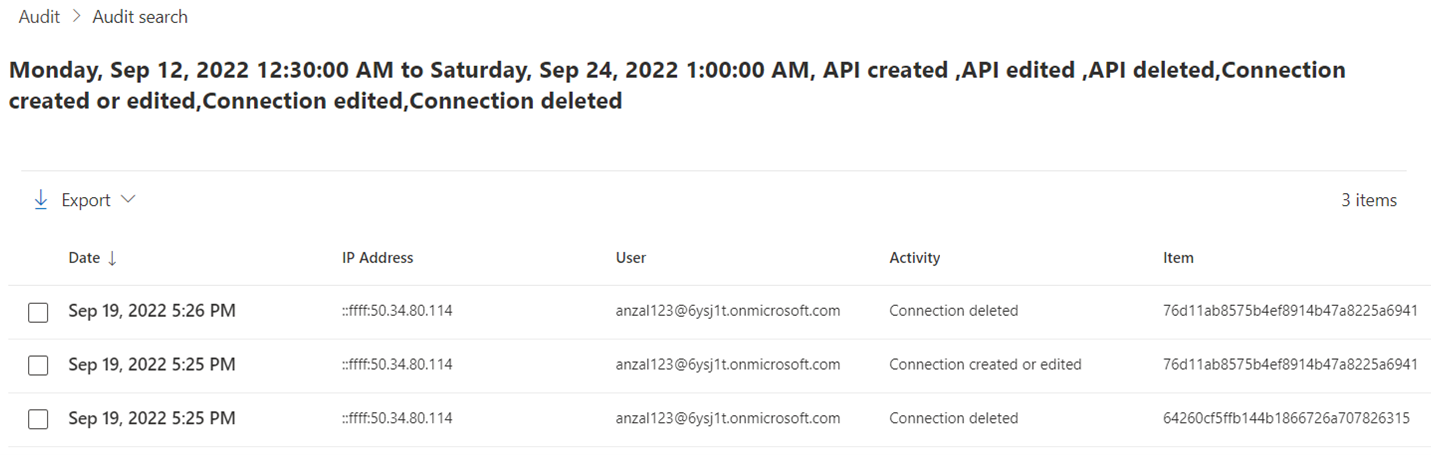 Audit > Audit search
Monday, Sep 12, 2022 12:30:00 AM to Saturday, Sep 24, 2022 1:00:00 AM, API created ,API edited ,API deleted,Connection
created or edited,Connection edited,Connection deleted
Export 3 items
Date ↓ IP Address User Activity Item
Sep 19, 2022 5:26 PM ::ffff:50.34.80.114 anzal123@6ysj1t.onmicrosoft.com Connection deleted 76d11ab8575b4ef8914b47a8225a6941
Sep 19, 2022 5:25 PM ::ffff:50.34.80.114 anzal123@6ysj1t.onmicrosoft.com Connection created or edited 76d11ab8575b4ef8914b47a8225a6941
Sep 19, 2022 5:25 PM ::ffff:50.34.80.114 anzal123@6ysj1t.onmicrosoft.com Connection deleted 64260cf5ffb144b1866726a707826315